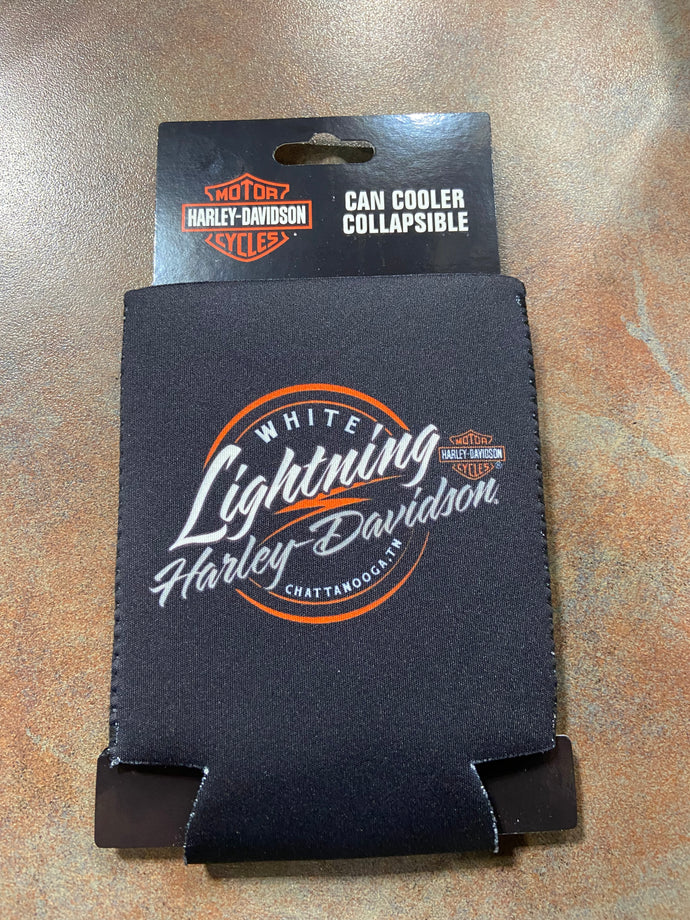 MOTOR
HARLEY-DAVIDSON
CYCLES
CAN COOLER
COLLAPSIBLE
WHITE
Lightning
MOTOR
HARLEY-DAVIDSON
CYCLES®
Harley-Davidson
CHATTANOOGA, TN